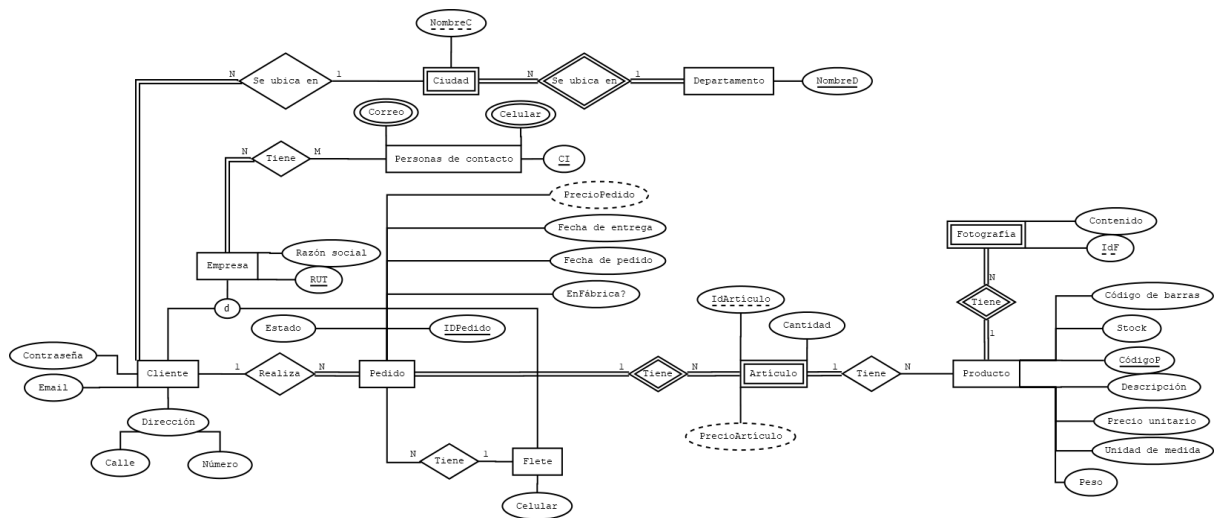 NombreC
N
Se ubica en
1
Ciudad
N
Se ubica en
1
Departamento
NombreD
Correo
Celular
N
Tiene
M
Personas de contacto
CI
PrecioPedido
Fecha de entrega
Fecha de pedido
EnFábrica?
Empresa
Razón social
RUT
d
Estado
IDPedido
Fotografía
Contenido
IdF
N
Tiene
1
IdArtículo
Cantidad
Código de barras
Stock
CódigoP
Descripción
Precio unitario
Unidad de medida
Peso
Contraseña
Email
Cliente
1
Realiza
N
Pedido
1
Tiene
N
Artículo
1
Tiene
N
Producto
PrecioArtículo
Dirección
Calle
Número
N
Tiene
1
Flete
Celular